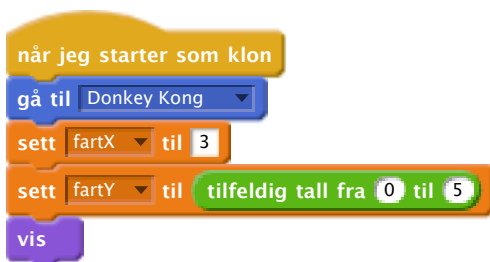 når jeg starter som klon
gå til Donkey Kong
sett fartX til 3
sett fartY til tilfeldig tall fra 0 til 5
vis